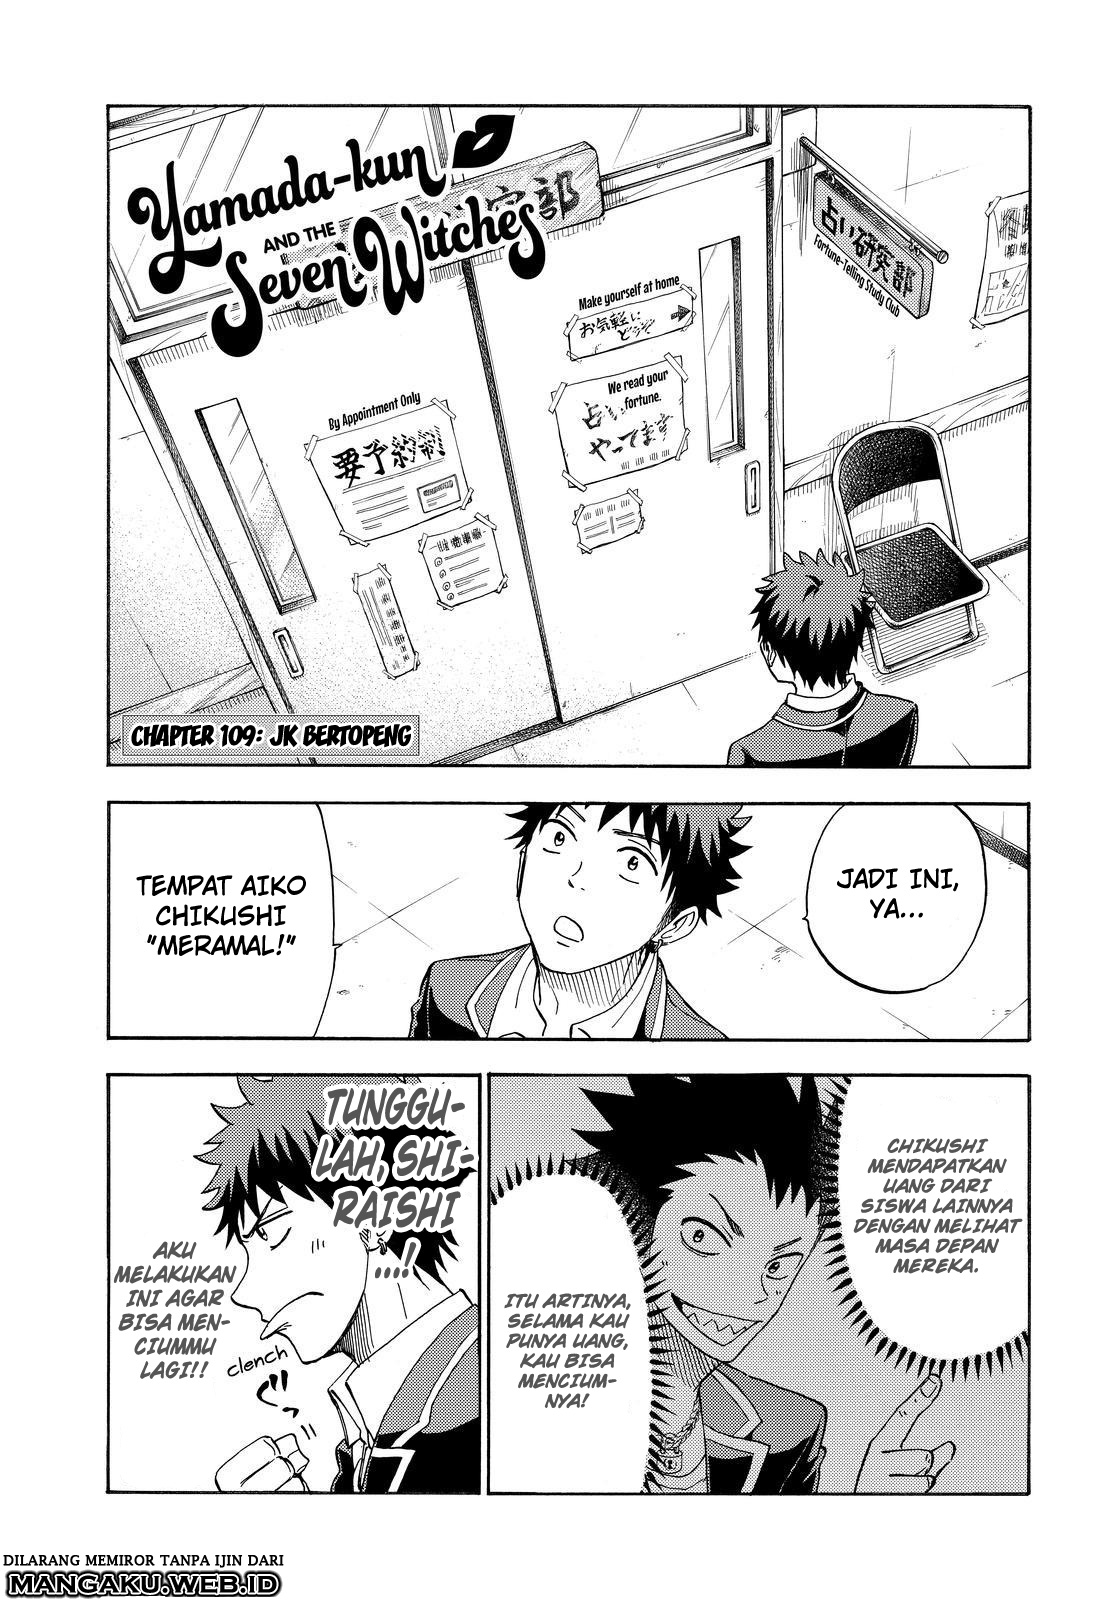 Yamada-kun
AND THE
Seven Witches
究部
占い研究部
Fortune-Telling Study Club
Make yourself at home
お気軽に
どうぞ
We read your
fortune.
占い
やってます
By Appointment Only
要予約制
CHAPTER 109: JK BERTOPENG
JADI INI,
YA...
TEMPAT AIKO
CHIKUSHI
"MERAMAL!"
CHIKUSHI
MENDAPATKAN
UANG DARI
SISWA LAINNYA
DENGAN MELIHAT
MASA DEPAN
MEREKA.
ITU ARTINYA,
SELAMA KAU
PUNYA UANG,
KAU BISA
MENCIUM-
NYA!
TUNGGU-
LAH, SHI-
RAISHI
....!!
AKU
MELAKUKAN
INI AGAR
BISA MEN-
CIUMMU
LAGI!!
clench
ぐっ
DILARANG MEMIROR TANPA IJIN DARI
MANGAKU.WEB.ID